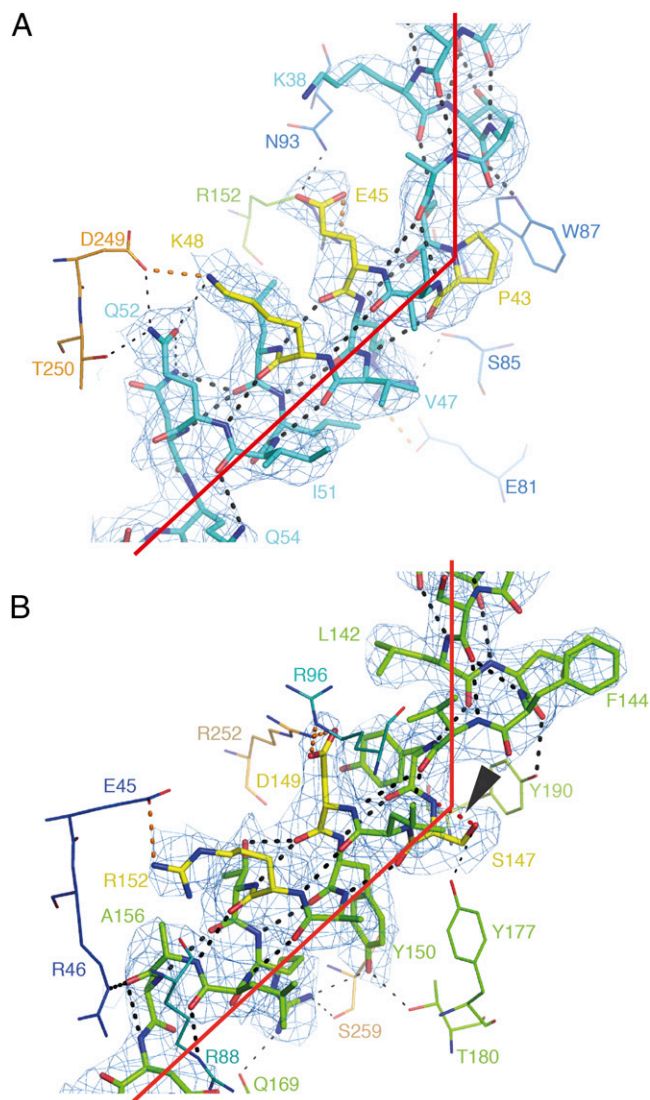 A
K38
N93
R152
E45
D249
K48
W87
P43
Q52
T250
S85
V47
I51
E81
Q54
B
L142
R96
F144
R252
E45
D149
Y190
R152
S147
A156
Y177
Y150
R46
S259
T180
R88
Q169